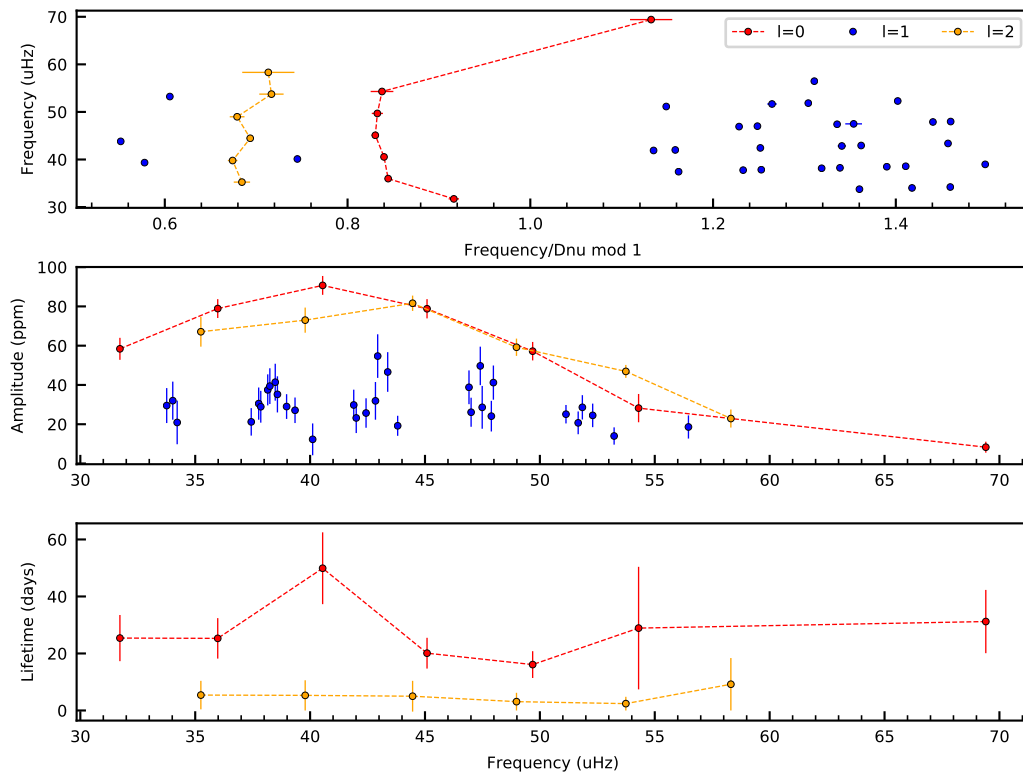 70
60
50
40
30
Frequency (uHz)
l=0 l=1 l=2
0.6 0.8 1.0 1.2 1.4
Frequency/Dnu mod 1
100
80
60
40
20
0
Amplitude (ppm)
30 35 40 45 50 55 60 65 70
60
40
20
0
Lifetime (days)
30 35 40 45 50 55 60 65 70
Frequency (uHz)